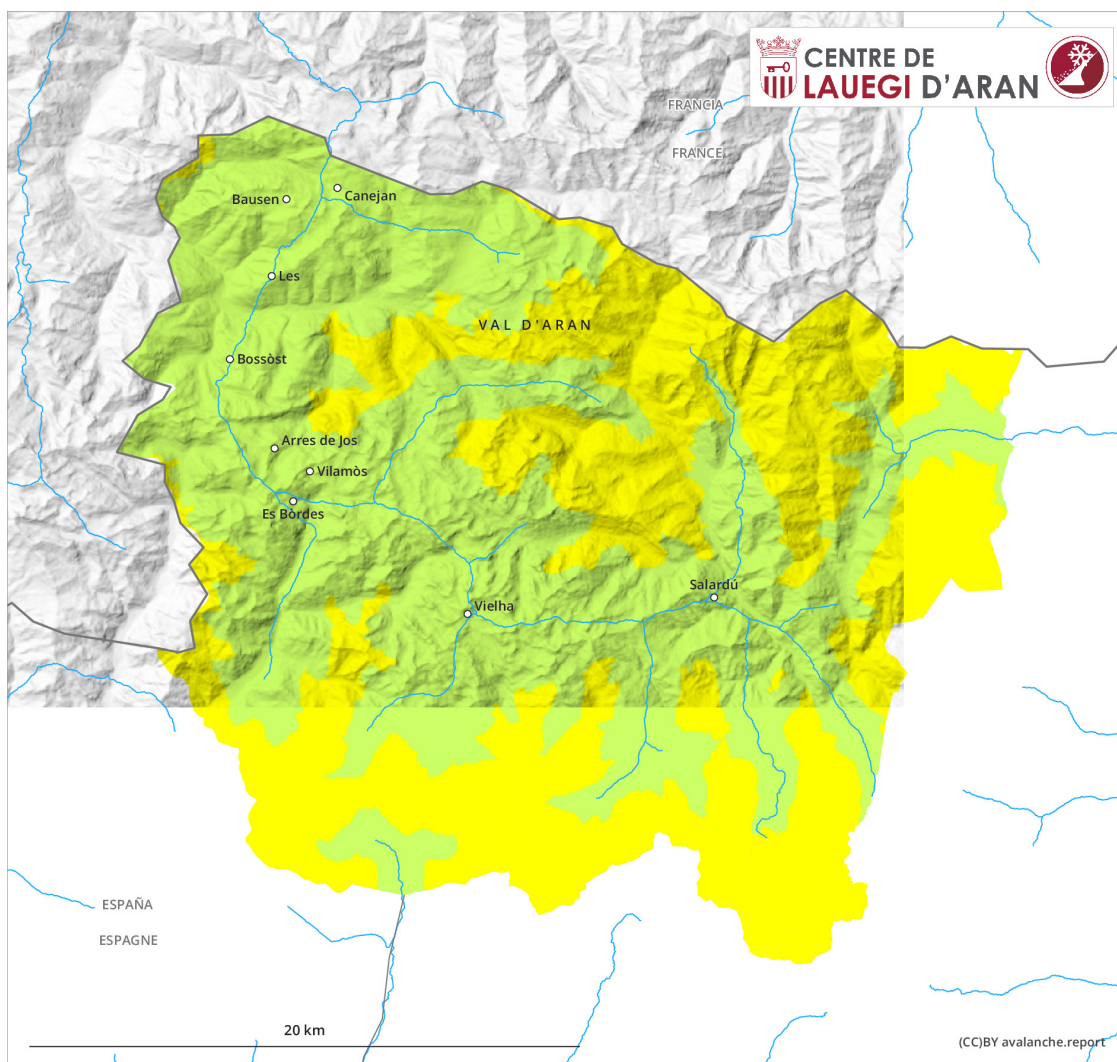 CENTRE DE
LAUEGI D'ARAN
FRANCIA
FRANCE
Bausen
Canejan
Les
VAL D'ARAN
Bossòst
Arres de Jos
Vilamòs
Es Bòrdes
Salardú
Vielha
ESPAÑA
ESPAGNE
20 km
(CC)BY avalanche.report